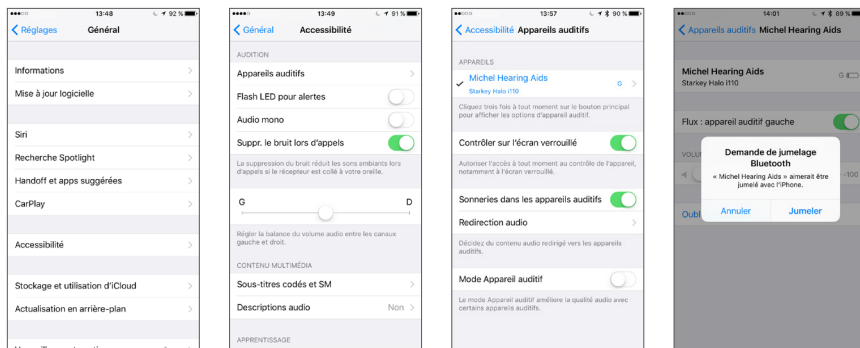 13:48
92 %
Réglages
Général
Informations
Mise à jour logicielle
Siri
Recherche Spotlight
Handoff et apps suggérées
CarPlay
Accessibilité
Stockage et utilisation d'iCloud
Actualisation en arrière-plan
13:49
91 %
Général
Accessibilité
AUDITION
Appareils auditifs
Flash LED pour alertes
Audio mono
Suppr. le bruit lors d'appels
La suppression du bruit réduit les sons ambiants lors
d'appels si le récepteur est collé à votre oreille.
G D
Régler la balance du volume audio entre les canaux
gauche et droit.
CONTENU MULTIMÉDIA
Sous-titres codés et SM
Descriptions audio Non
APPRENTISSAGE
13:57
90 %
Accessibilité
Appareils auditifs
APPAREILS
Michel Hearing Aids G
Starkey Halo i110
Cliquez trois fois à tout moment sur le bouton principal
pour afficher les options d'appareil auditif.
Contrôler sur l'écran verrouillé
Autoriser l'accès à tout moment au contrôle de l'appareil,
notamment à l'écran verrouillé.
Sonneries dans les appareils auditifs
Redirection audio
Décidez du contenu audio redirigé vers les appareils
auditifs.
Mode Appareil auditif
Le mode Appareil auditif améliore la qualité audio avec
certains appareils auditifs.
14:01
89 %
Appareils auditifs
Michel Hearing Aids
Michel Hearing Aids G
Starkey Halo i110
Flux : appareil auditif gauche
VOLU
-100
Oubl
Demande de jumelage
Bluetooth
« Michel Hearing Aids » aimerait être
jumelé avec l'iPhone.
Annuler Jumeler